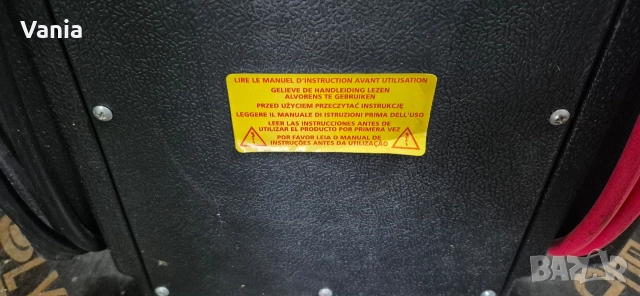 Vania
LIRE LE MANUEL D'INSTRUCTION AVANT UTILISATION
GELIEVE DE HANDLEIDING LEZEN
ALVORENS TE GEBRUIKEN
PRZED UŻYCIEM PRZECZYTAĆ INSTRUKCJĘ
LEGGERE IL MANUALE DI ISTRUZIONI PRIMA DELL'USO
LEER LAS INSTRUCCIONES ANTES DE
UTILIZAR EL PRODUCTO POR PRIMERA VEZ
POR FAVOR LEIA O MANUAL DE
INSTRUÇÕES ANTES DA UTILIZAÇÃO
BAZAR